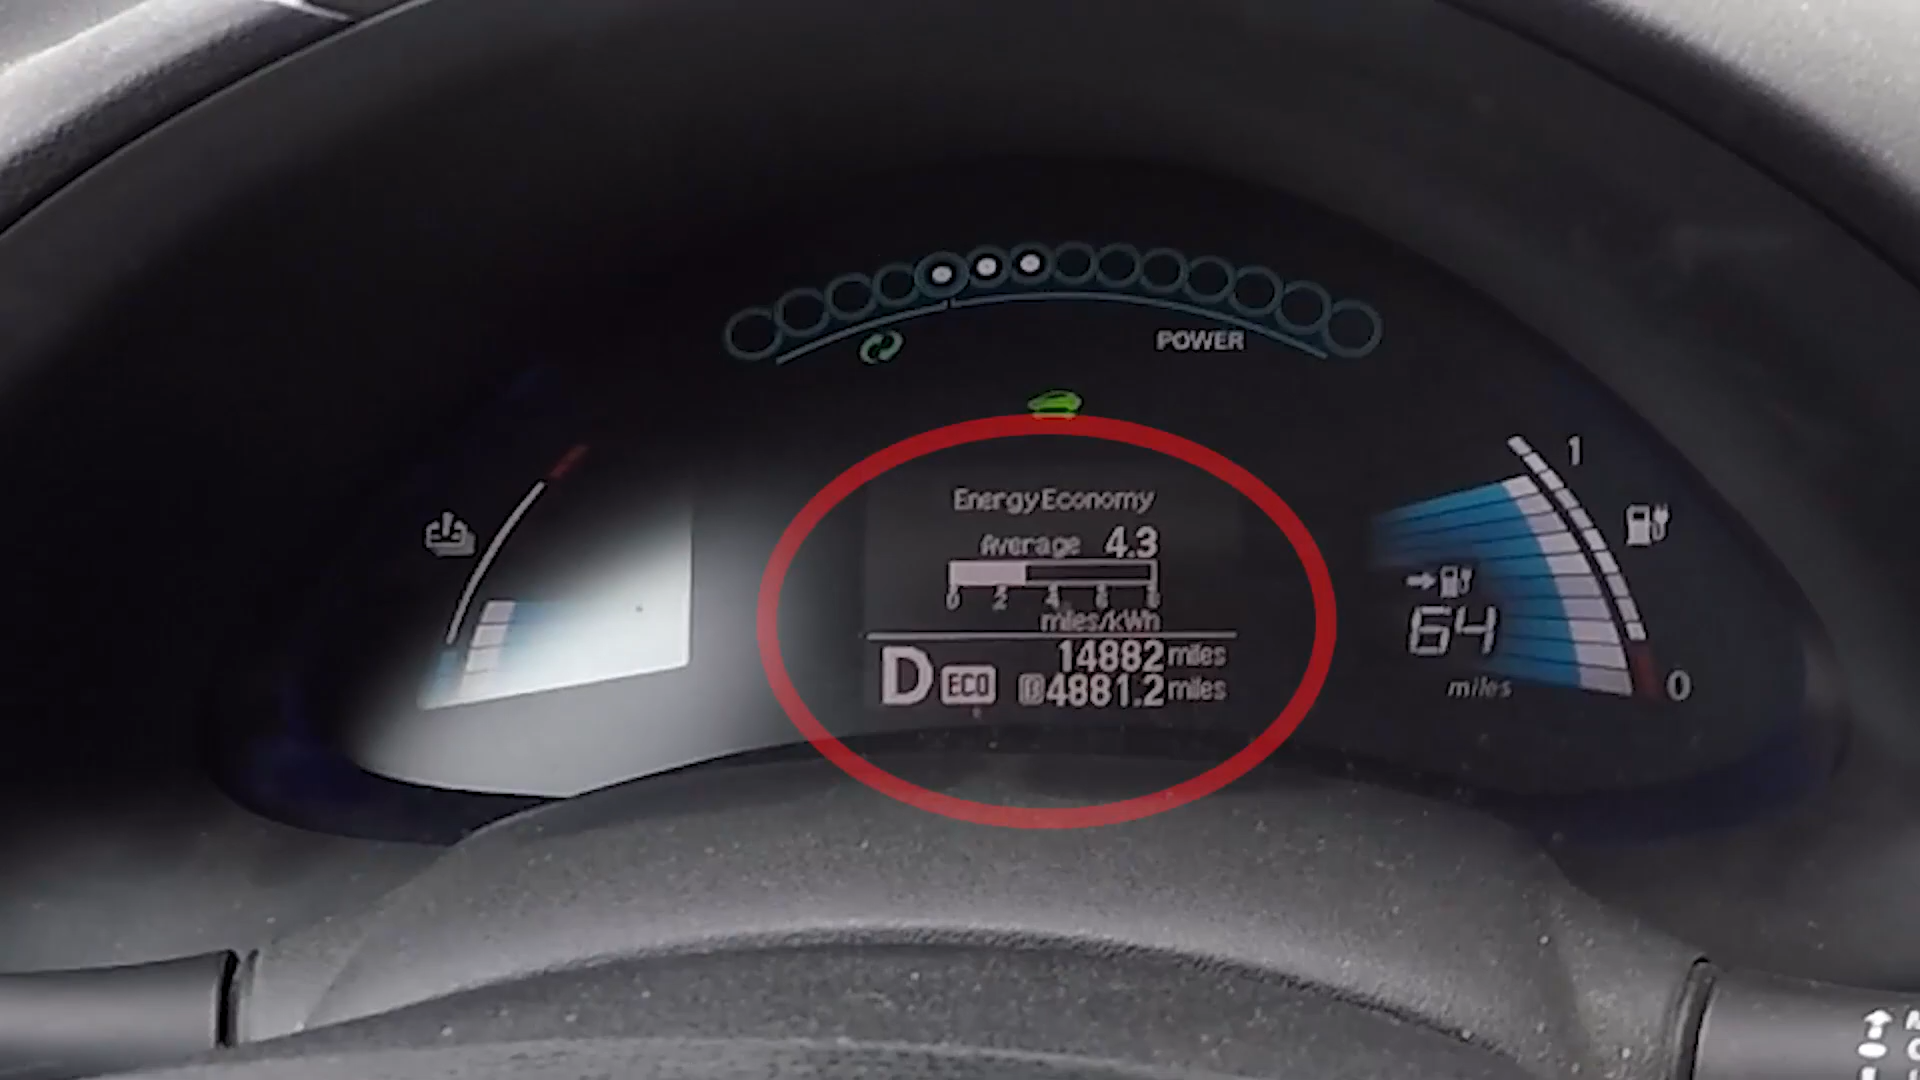 POWER
Energy Economy
Average 4.3
0 2 4 6 8
miles/kWh
14882 miles
D ECO B 4881.2 miles
1
64
miles
0